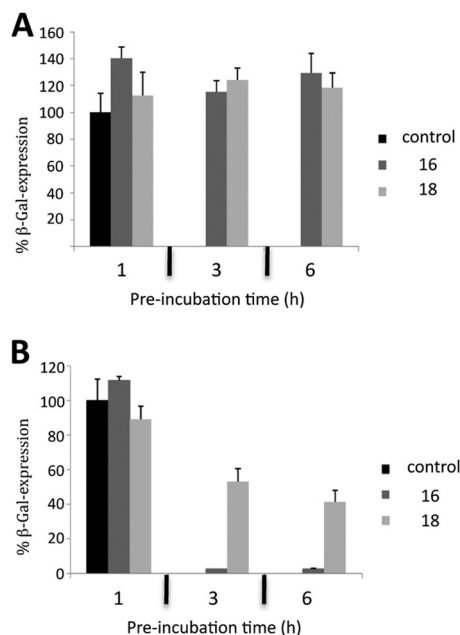 A
% β-Gal-expression
160
140
120
100
80
60
40
20
1 3 6
Pre-incubation time (h)
control
16
18
B
% β-Gal-expression
120
100
80
60
40
20
0
1 3 6
Pre-incubation time (h)
control
16
18